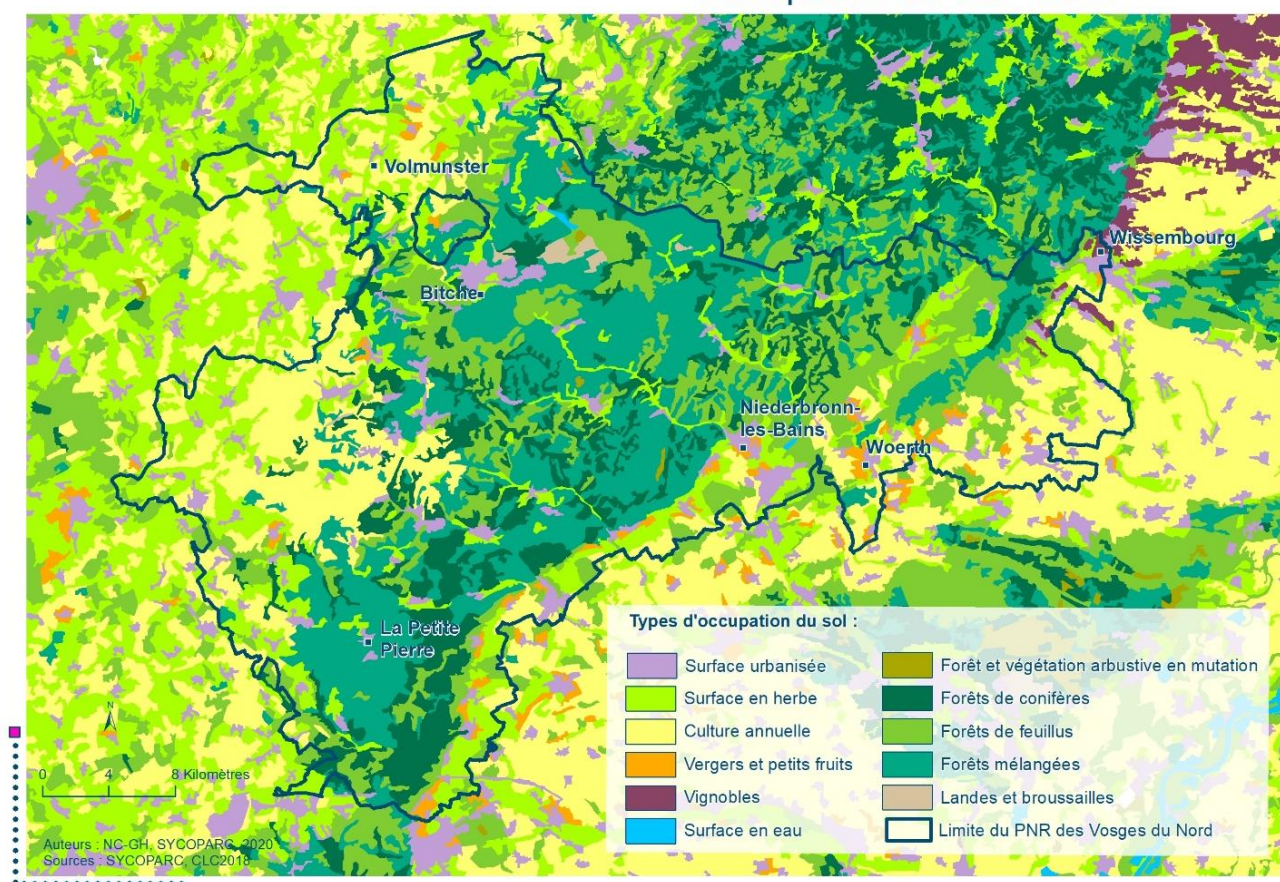 Volmunster
Wissembourg
Bitche
Niederbronn-
les-Bains
Woerth
La Petite
Pierre
N
0 4 8 Kilomètres
Auteurs : NC-GH, SYCOPARC, 2020
Sources : SYCOPARC, CLC2018
Types d'occupation du sol :
Surface urbanisée
Surface en herbe
Culture annuelle
Vergers et petits fruits
Vignobles
Surface en eau
Forêt et végétation arbustive en mutation
Forêts de conifères
Forêts de feuillus
Forêts mélangées
Landes et broussailles
Limite du PNR des Vosges du Nord